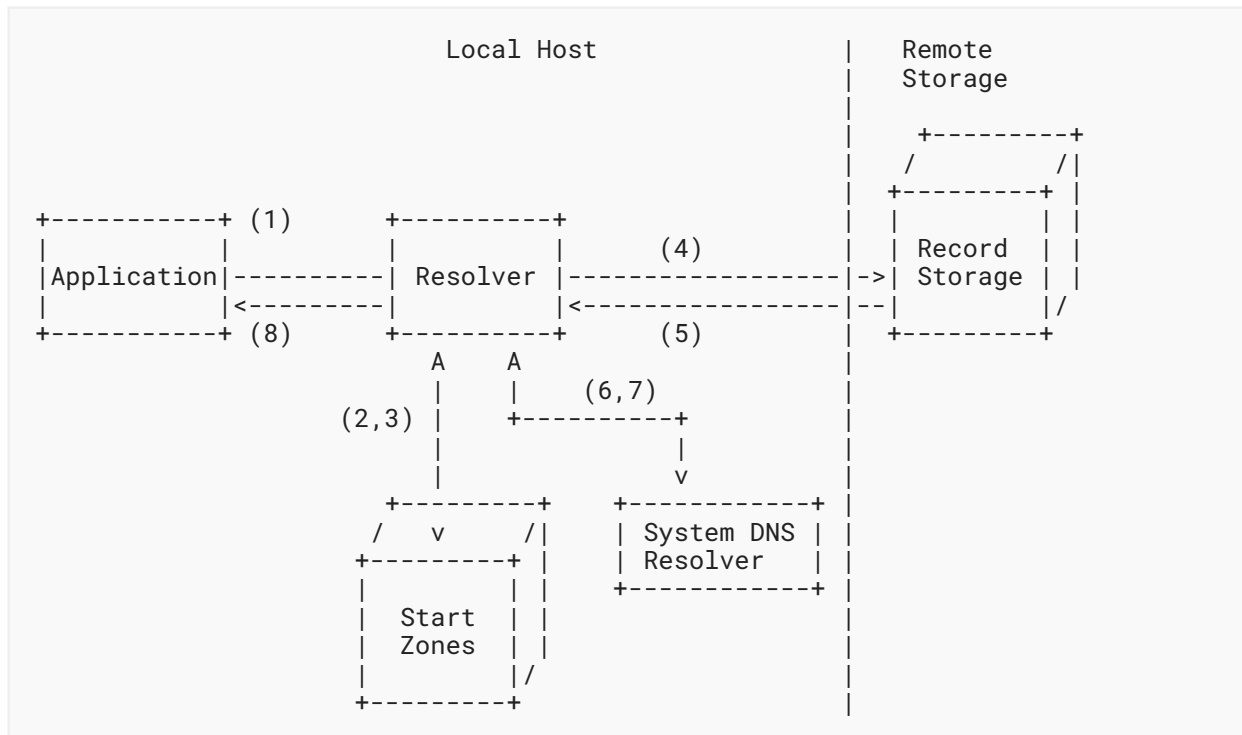 Local Host | Remote
| Storage
|
| +---------+
| / /|
| +---------+ |
+-----------+ (1) +----------+ | | | |
| | | | (4) | | Record | |
|Application|----------| Resolver |------------------|->| Storage | |
| |<---------| |<-----------------|--| |/
+-----------+ (8) +----------+ (5) | +---------+
A A |
| | (6,7) |
(2,3) | +----------+ |
| | |
| v |
+---------+ +------------+ |
/ v /| | System DNS | |
+---------+ | | Resolver | |
| | | +------------+ |
| Start | | |
| Zones | | |
| |/ |
+---------+ |